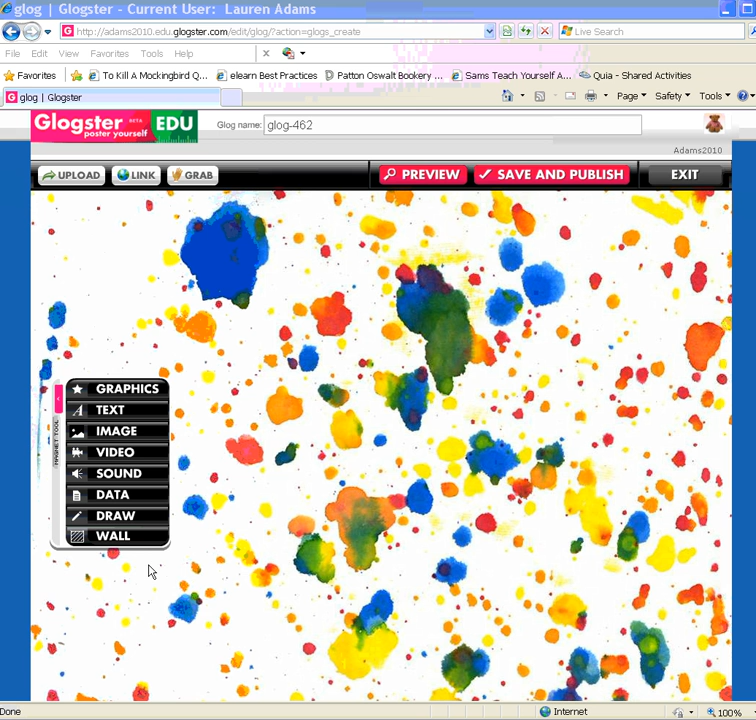 glog | Glogster - Current User: Lauren Adams
http://adams2010.edu.glogster.com/edit/glog/?action=glogs_create
Live Search
File Edit View Favorites Tools Help
Favorites To Kill A Mockingbird Q... elearn Best Practices Patton Oswalt Bookery ... Sams Teach Yourself A... Quia - Shared Activities
glog | Glogster
Page Safety Tools
Glogster BETA EDU
poster yourself
Glog name: glog-462
Adams2010
UPLOAD LINK GRAB PREVIEW SAVE AND PUBLISH EXIT
MAGNET TOOL
GRAPHICS
TEXT
IMAGE
VIDEO
SOUND
DATA
DRAW
WALL
Done Internet 100%